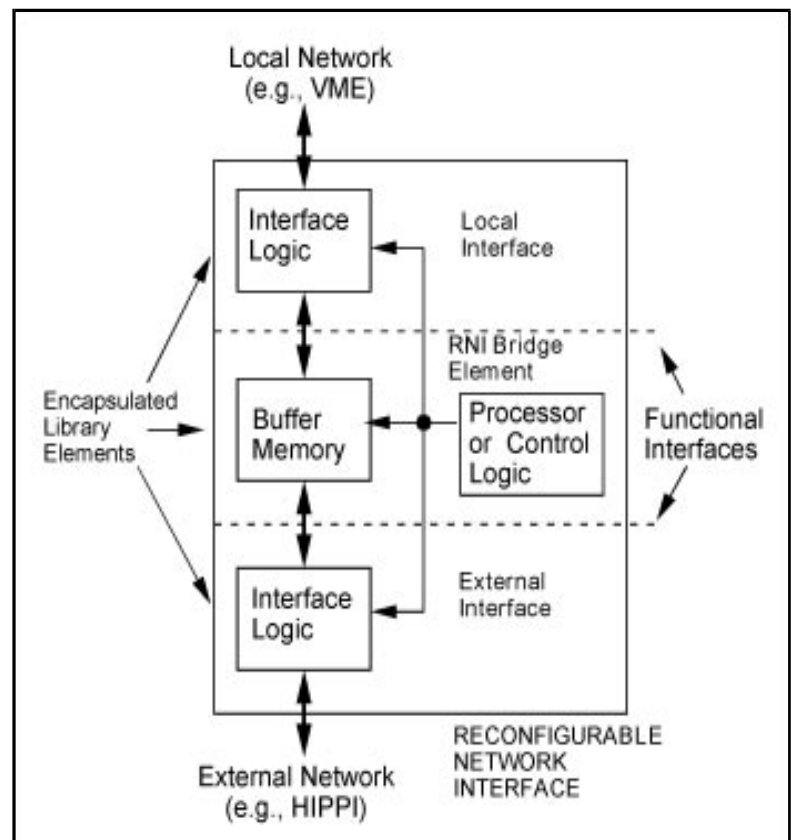 Local Network
(e.g., VME)
Interface
Logic
Local
Interface
RNI Bridge
Element
Encapsulated
Library
Elements
Buffer
Memory
Processor
or Control
Logic
Functional
Interfaces
Interface
Logic
External
Interface
External Network
(e.g., HIPPI)
RECONFIGURABLE
NETWORK
INTERFACE